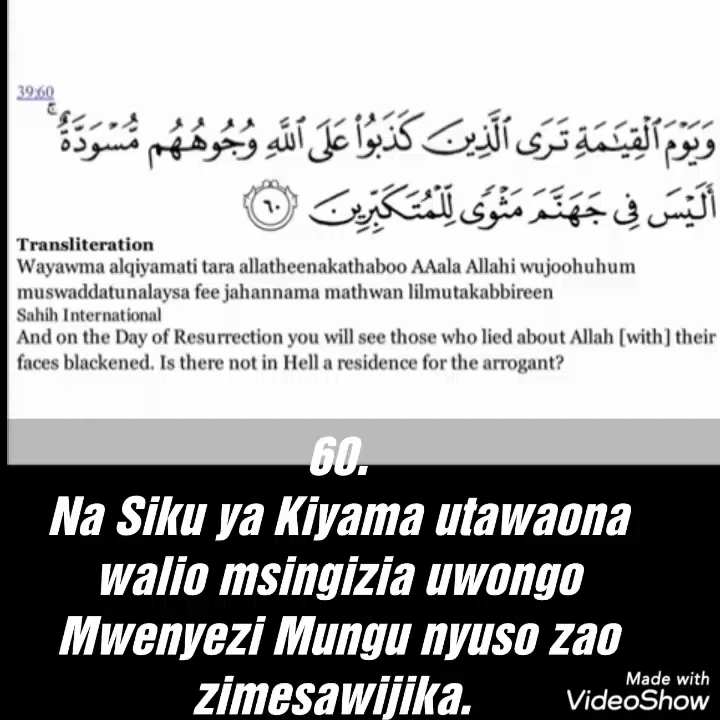 39:60
وَيَوْمَ ٱلْقِيَـٰمَةِ تَرَى ٱلَّذِينَ كَذَبُوا۟ عَلَى ٱللَّهِ وُجُوهُهُم مُّسْوَدَّةٌ ۚ
أَلَيْسَ فِى جَهَنَّمَ مَثْوًى لِّلْمُتَكَبِّرِينَ ٦٠
Transliteration
Wayawma alqiyamati tara allatheenakathaboo AAala Allahi wujoohuhum
muswaddatunalaysa fee jahannama mathwan lilmutakabbireen
Sahih International
And on the Day of Resurrection you will see those who lied about Allah [with] their
faces blackened. Is there not in Hell a residence for the arrogant?
60.
Na Siku ya Kiyama utawaona
walio msingizia uwongo
Mwenyezi Mungu nyuso zao
zimesawijika.
Made with
VideoShow